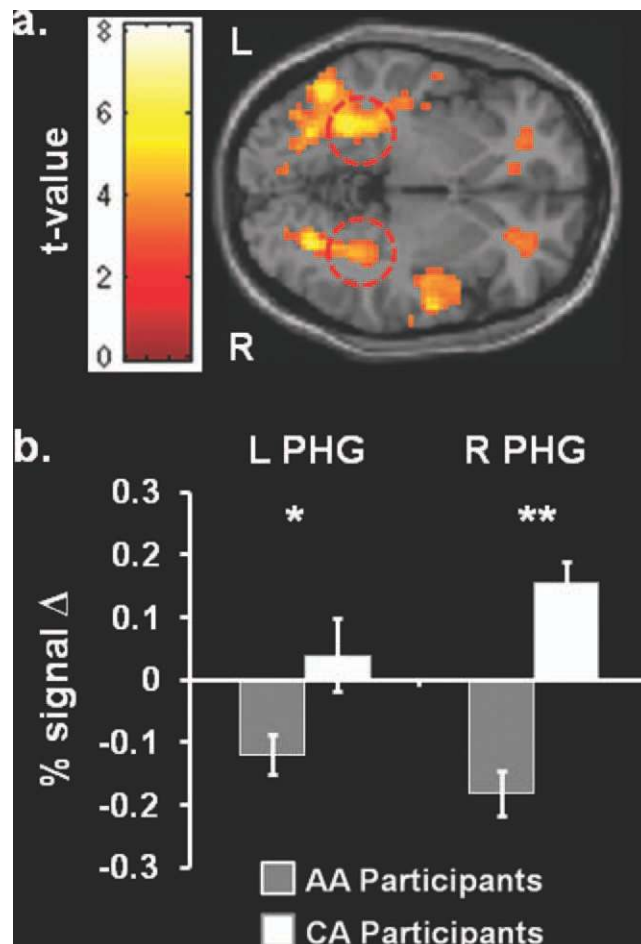 a.
L
8
6
4
2
0
t-value
R
b.
L PHG R PHG
* **
0.3
0.2
0.1
0
-0.1
-0.2
-0.3
% signal Δ
AA Participants
CA Participants